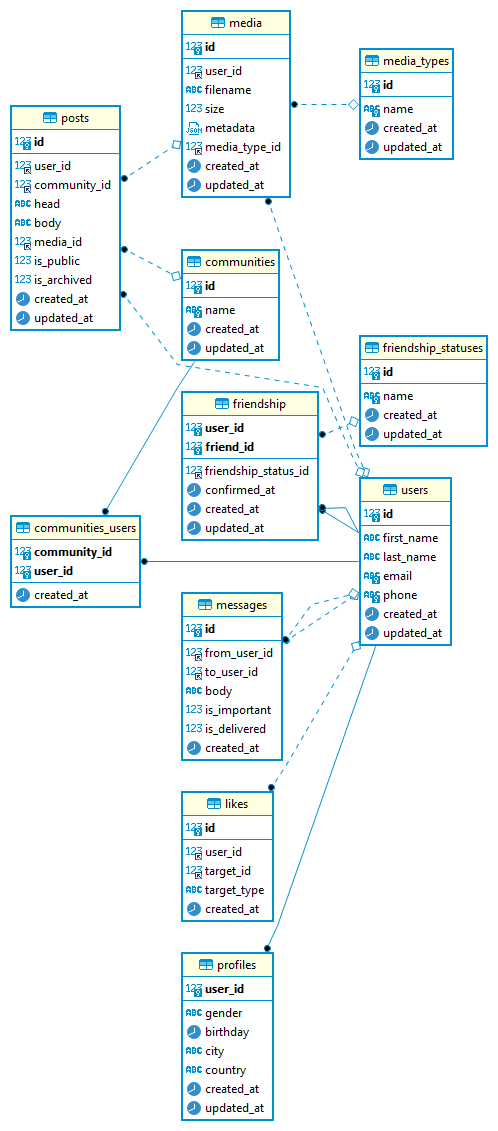 media
id
user_id
filename
size
metadata
media_type_id
created_at
updated_at
media_types
id
name
created_at
updated_at
posts
id
user_id
community_id
head
body
media_id
is_public
is_archived
created_at
updated_at
communities
id
name
created_at
updated_at
friendship_statuses
id
name
created_at
updated_at
friendship
user_id
friend_id
friendship_status_id
confirmed_at
created_at
updated_at
users
id
first_name
last_name
email
phone
created_at
updated_at
communities_users
community_id
user_id
created_at
messages
id
from_user_id
to_user_id
body
is_important
is_delivered
created_at
likes
id
user_id
target_id
target_type
created_at
profiles
user_id
gender
birthday
city
country
created_at
updated_at